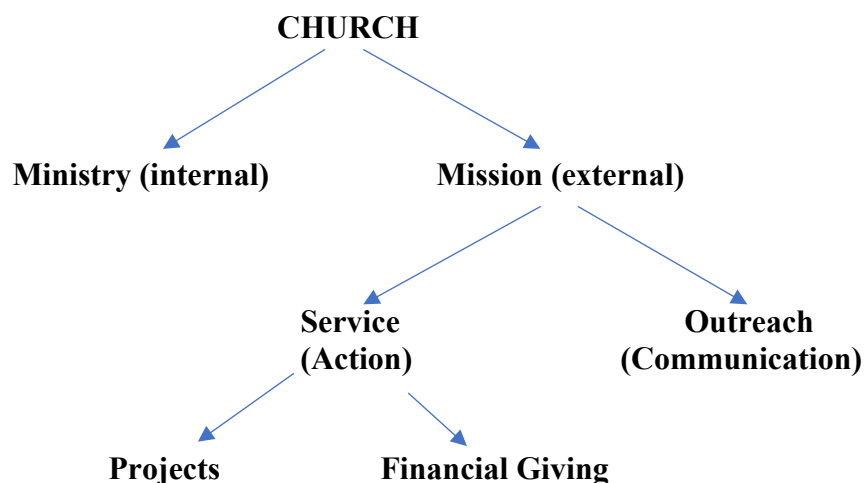 CHURCH
Ministry (internal)
Mission (external)
Service
(Action)
Outreach
(Communication)
Projects
Financial Giving